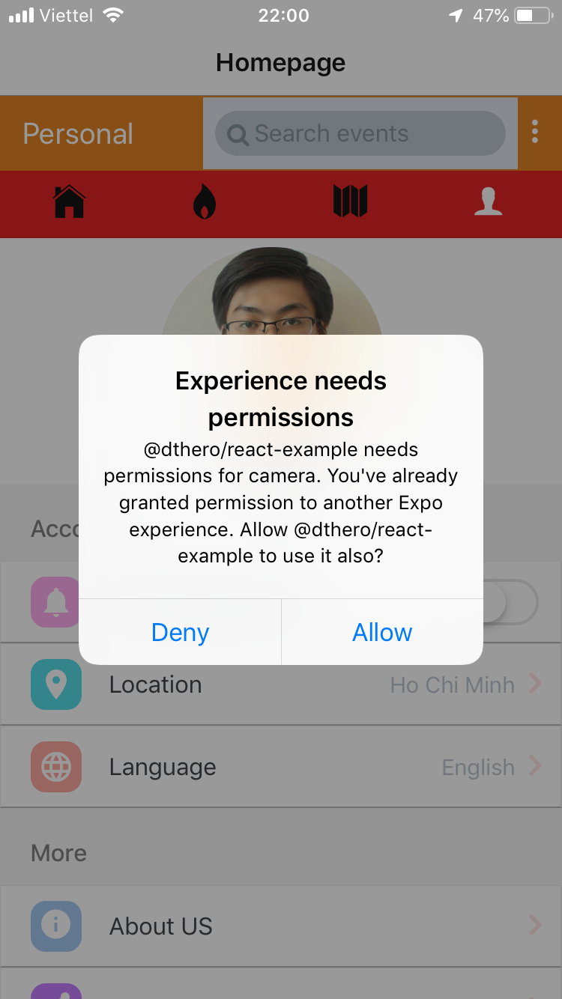 Viettel 22:00 47%
Homepage
Personal Search events
Experience needs
permissions
@dthero/react-example needs
permissions for camera. You've already
granted permission to another Expo
experience. Allow @dthero/react-
example to use it also?
Deny Allow
Location Ho Chi Minh
Language English
More
About US